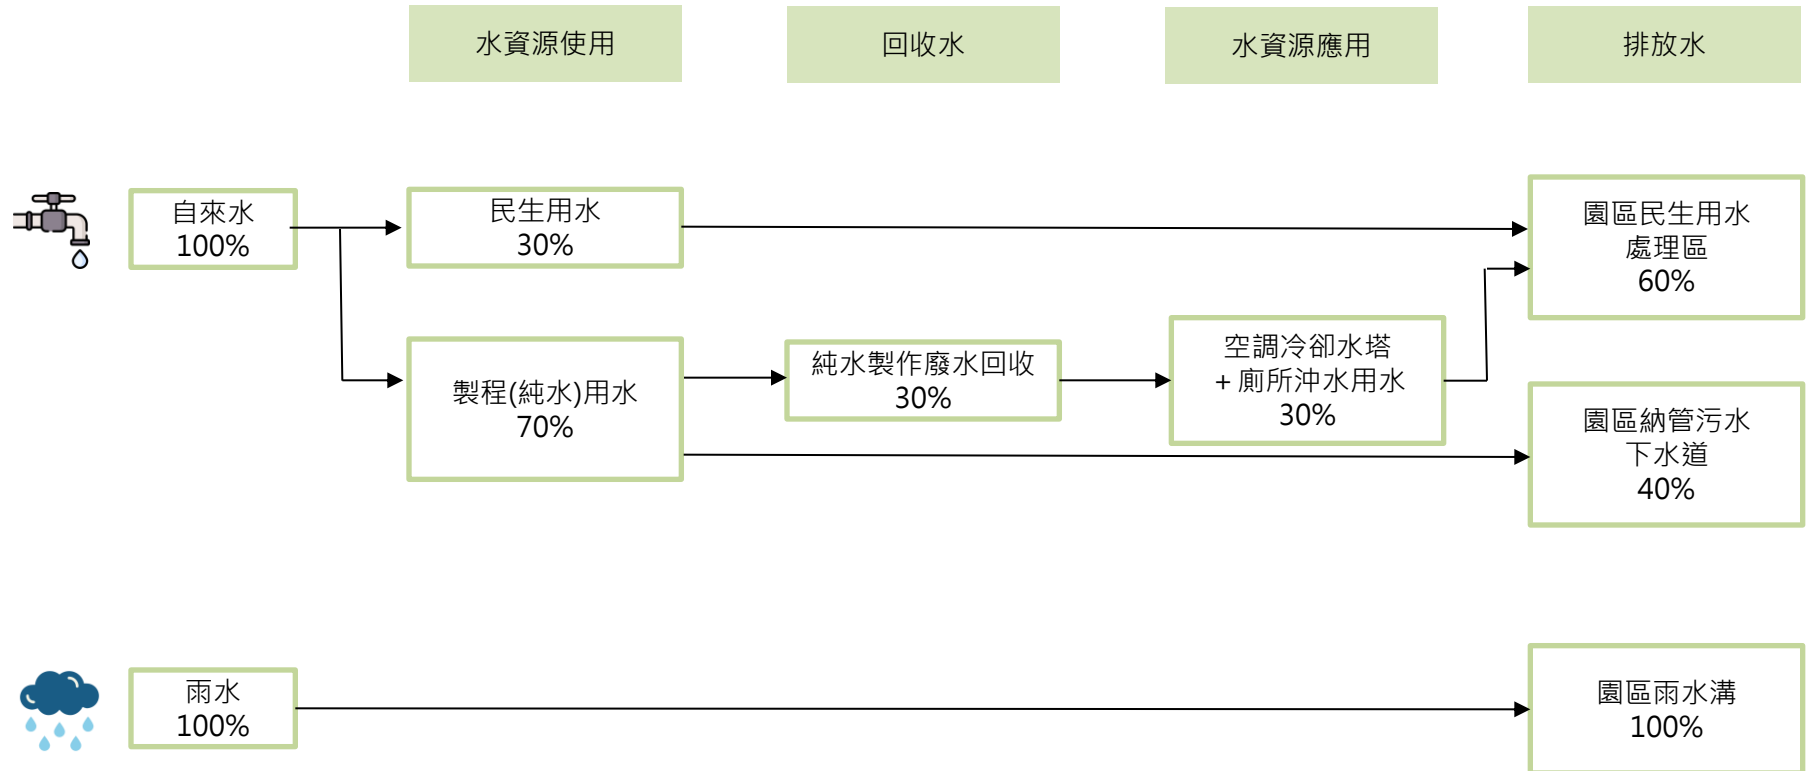 水資源使用
回收水
水資源應用
排放水
自來水
100%
民生用水
30%
園區民生用水
處理區
60%
製程(純水)用水
70%
純水製作廢水回收
30%
空調冷卻水塔
+廁所沖水用水
30%
園區納管污水
下水道
40%
雨水
100%
園區雨水溝
100%